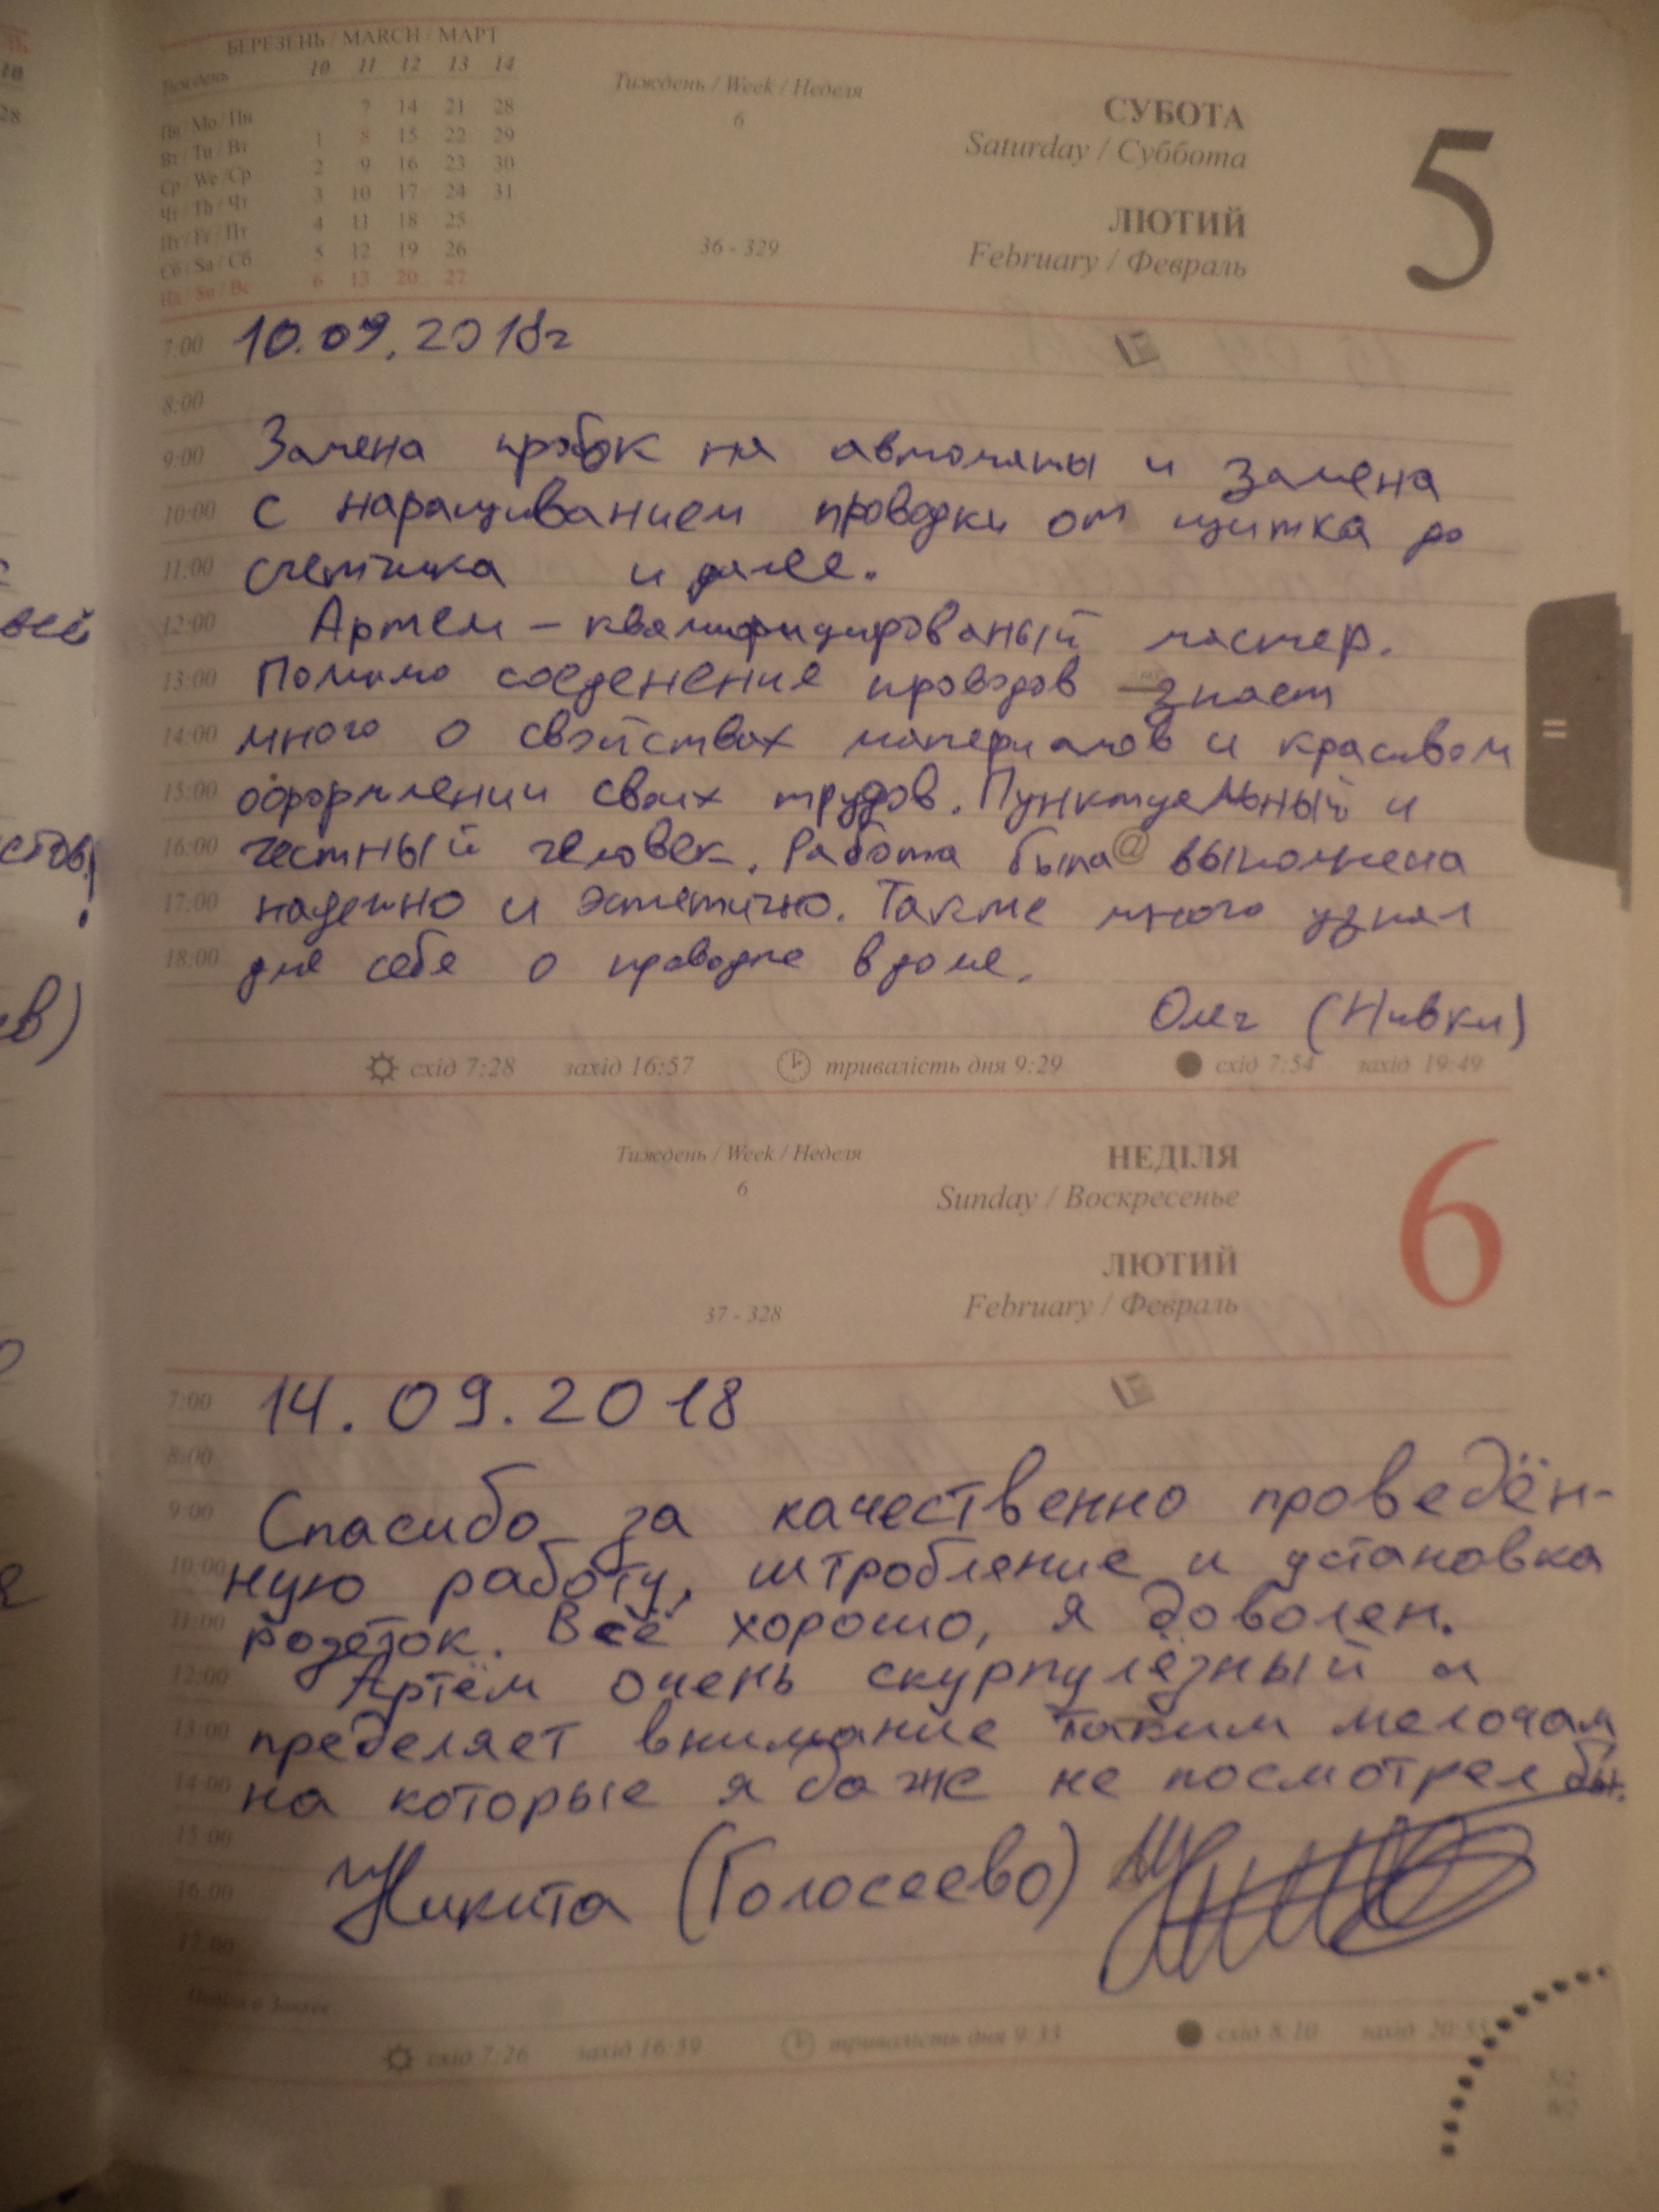 БЕРЕЗЕНЬ / MARCH / МАРТ
Тиждень 10 11 12 13 14
Пн / Mo / Пн 7 14 21 28
Вт / Tu / Вт 1 8 15 22 29
Ср / We / Ср 2 9 16 23 30
Чт / Th / Чт 3 10 17 24 31
Пт / Fr / Пт 4 11 18 25
Сб / Sa / Сб 5 12 19 26
Нд / Su / Вс 6 13 20 27
Тиждень / Week / Неделя
6
36 - 329
СУБОТА
Saturday / Суббота
ЛЮТИЙ
February / Февраль
5
7:00 10.09.2018г
8:00
9:00 Замена пробок на автоматы и замена
10:00 с наращиванием проводки от щитка до
11:00 счетчика и далее.
12:00 Артем – квалифицированый мастер.
13:00 Помимо соеденения проводов знает
14:00 много о свойствах материалов и красивом
15:00 оформлении своих трудов. Пунктуальный и
16:00 честный человек. Работа была @ выполнена
17:00 надежно и эстетично. Также много узнал
18:00 для себя о проводке в доме.
Олег (Нивки)
схід 7:28 захід 16:57 тривалість дня 9:29 схід 7:54 захід 19:49
Тиждень / Week / Неделя
6
37 - 328
НЕДІЛЯ
Sunday / Воскресенье
ЛЮТИЙ
February / Февраль
6
7:00 14.09.2018
8:00
9:00 Спасибо за качественно проведён-
10:00 ную работу, штробление и установка
11:00 розеток. Всё хорошо, я доволен.
12:00 Артём очень скурпулёзный и
13:00 пределяет внимание таким мелочам
14:00 на которые я даже не посмотрел бы.
15:00
16:00 Никита (Голосеево)
17:00
схід 7:26 захід 16:59 тривалість дня 9:33 схід 8:10